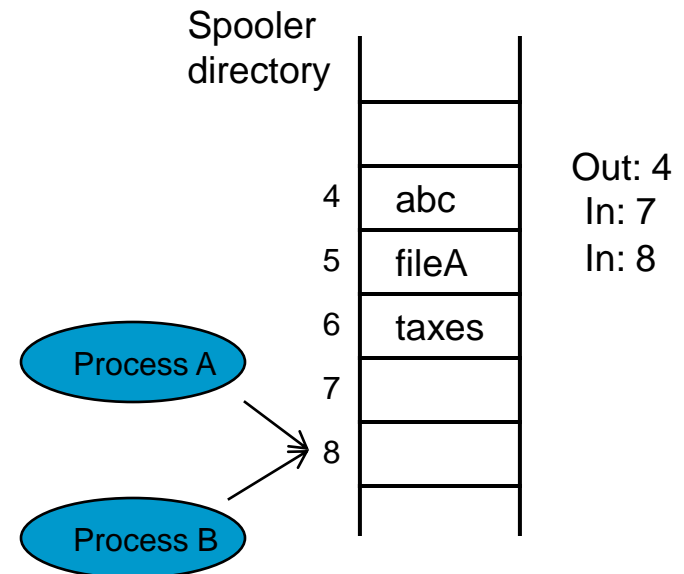 Spooler
directory
4 abc
5 fileA
6 taxes
7
8
Out: 4
In: 7
In: 8
Process A
Process B